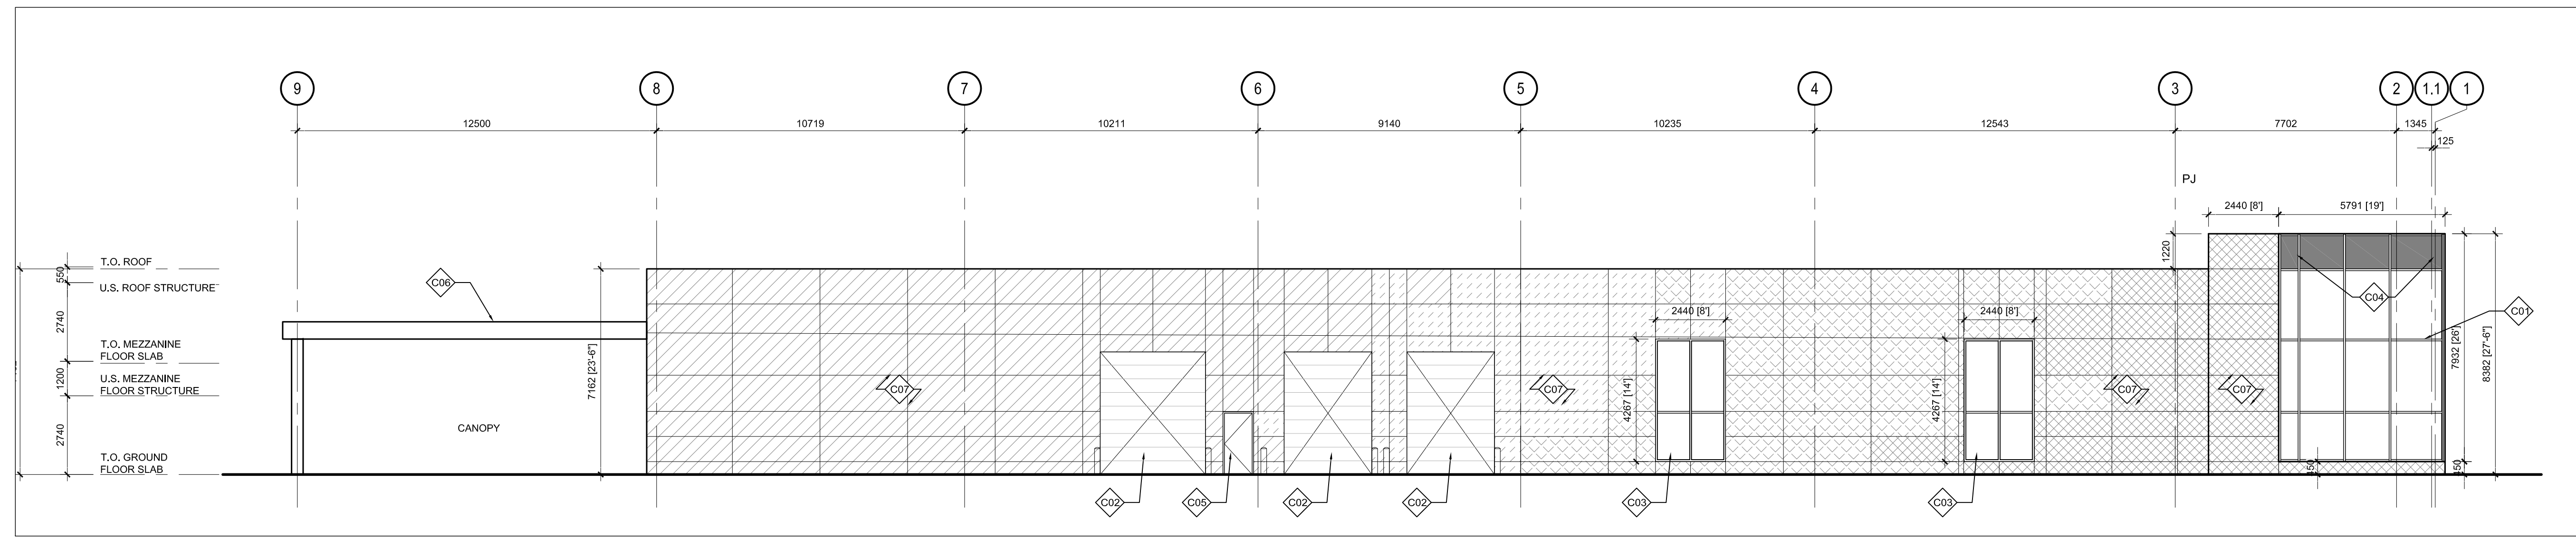 9
8
7
6
5
4
3
2
1.1
1
12500
10719
10211
9140
10235
12543
7702
1345
125
PJ
2440 [8']
5791 [19']
1220
T.O. ROOF
550
U.S. ROOF STRUCTURE
2740
T.O. MEZZANINE
FLOOR SLAB
1200
U.S. MEZZANINE
FLOOR STRUCTURE
2740
T.O. GROUND
FLOOR SLAB
C06
CANOPY
7162 [23'-6"]
C07
C07
2440 [8']
4267 [14']
2440 [8']
4267 [14']
C07
C07
C04
C01
7932 [26']
8382 [27'-6"]
450
450
C02
C05
C02
C02
C03
C03